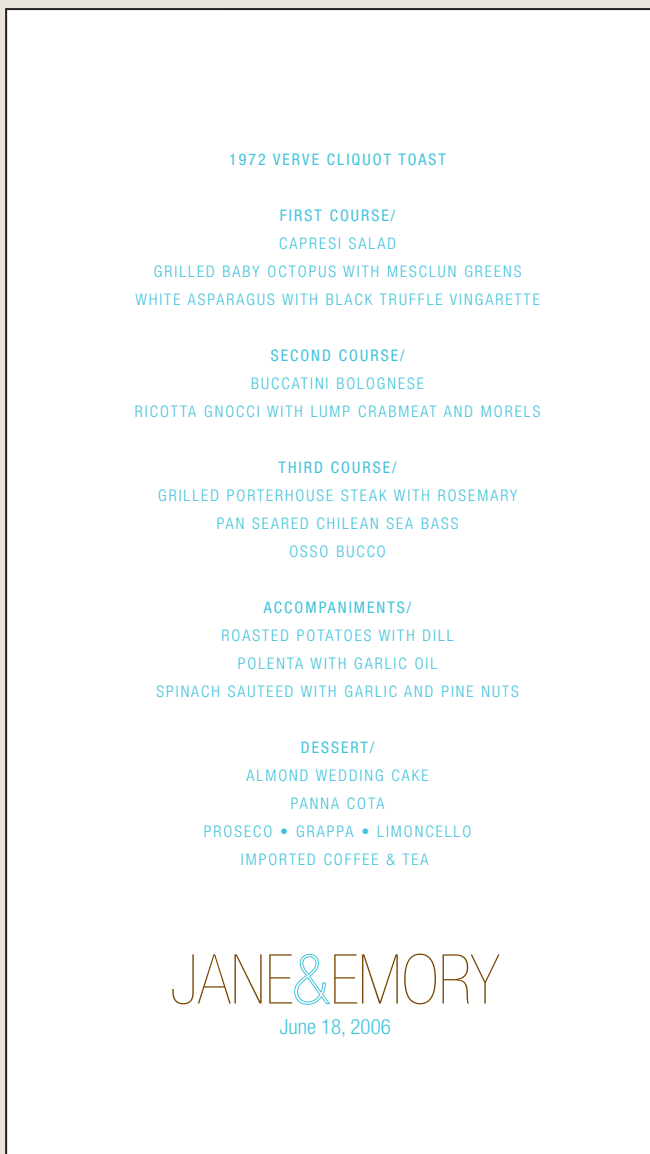 1972 VERVE CLIQUOT TOAST
FIRST COURSE/
CAPRESI SALAD
GRILLED BABY OCTOPUS WITH MESCLUN GREENS
WHITE ASPARAGUS WITH BLACK TRUFFLE VINGARETTE
SECOND COURSE/
BUCCATINI BOLOGNESE
RICOTTA GNOCCI WITH LUMP CRABMEAT AND MORELS
THIRD COURSE/
GRILLED PORTERHOUSE STEAK WITH ROSEMARY
PAN SEARED CHILEAN SEA BASS
OSSO BUCCO
ACCOMPANIMENTS/
ROASTED POTATOES WITH DILL
POLENTA WITH GARLIC OIL
SPINACH SAUTEED WITH GARLIC AND PINE NUTS
DESSERT/
ALMOND WEDDING CAKE
PANNA COTA
PROSECO • GRAPPA • LIMONCELLO
IMPORTED COFFEE & TEA
JANE&EMORY
June 18, 2006